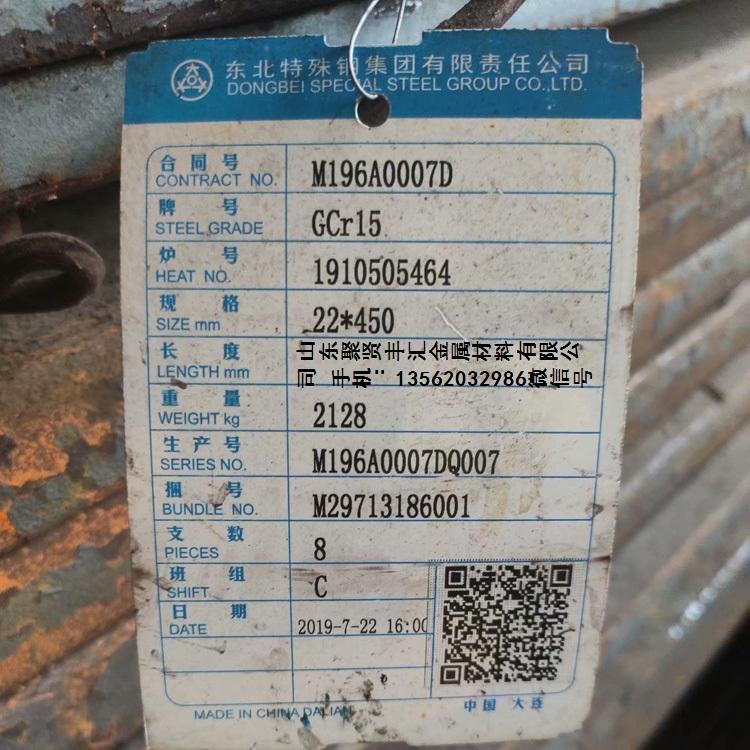 东北特殊钢集团有限责任公司
DONGBEI SPECIAL STEEL GROUP CO.,LTD.
合同号
CONTRACT NO. M196A0007D
牌号
STEEL GRADE GCr15
炉号
HEAT NO. 1910505464
规格
SIZE mm 22*450
长度
LENGTH mm
山东聚贤丰汇金属材料有限公
司 手机：13562032986微信号
重量
WEIGHT kg 2128
生产号
SERIES NO. M196A0007DQ007
捆号
BUNDLE NO. M29713186001
支数
PIECES 8
班组
SHIFT C
日期
DATE 2019-7-22 16:00
MADE IN CHINA DALIAN
中国 大连